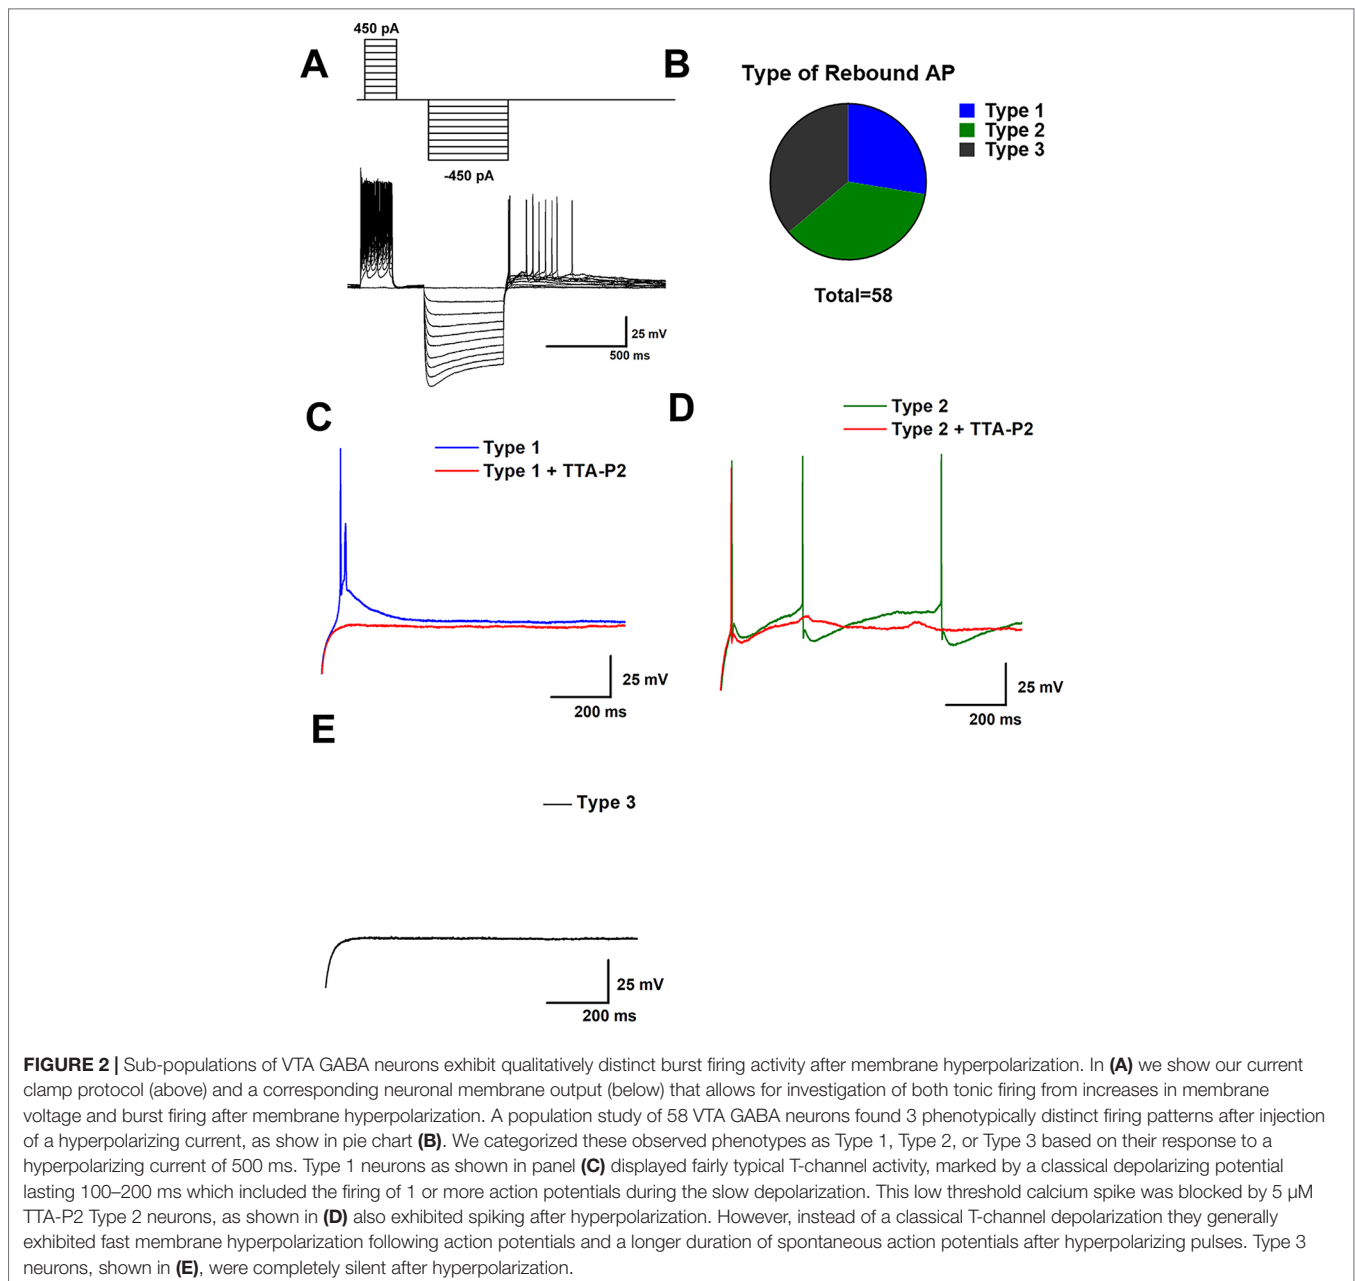 A
450 pA
-450 pA
25 mV
500 ms
B
Type of Rebound AP
Type 1
Type 2
Type 3
Total=58
C
Type 1
Type 1 + TTA-P2
25 mV
200 ms
D
Type 2
Type 2 + TTA-P2
25 mV
200 ms
E
Type 3
25 mV
200 ms
FIGURE 2 | Sub-populations of VTA GABA neurons exhibit qualitatively distinct burst firing activity after membrane hyperpolarization. In (A) we show our current
clamp protocol (above) and a corresponding neuronal membrane output (below) that allows for investigation of both tonic firing from increases in membrane
voltage and burst firing after membrane hyperpolarization. A population study of 58 VTA GABA neurons found 3 phenotypically distinct firing patterns after injection
of a hyperpolarizing current, as show in pie chart (B). We categorized these observed phenotypes as Type 1, Type 2, or Type 3 based on their response to a
hyperpolarizing current of 500 ms. Type 1 neurons as shown in panel (C) displayed fairly typical T-channel activity, marked by a classical depolarizing potential
lasting 100–200 ms which included the firing of 1 or more action potentials during the slow depolarization. This low threshold calcium spike was blocked by 5 µM
TTA-P2 Type 2 neurons, as shown in (D) also exhibited spiking after hyperpolarization. However, instead of a classical T-channel depolarization they generally
exhibited fast membrane hyperpolarization following action potentials and a longer duration of spontaneous action potentials after hyperpolarizing pulses. Type 3
neurons, shown in (E), were completely silent after hyperpolarization.